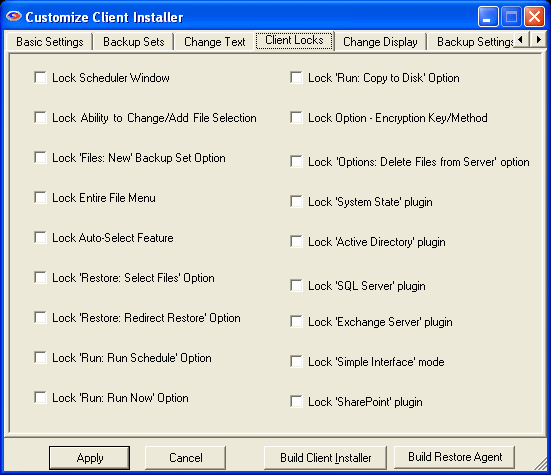 Customize Client Installer
Basic Settings Backup Sets Change Text Client Locks Change Display Backup Settings
Lock Scheduler Window
Lock Ability to Change/Add File Selection
Lock 'Files: New' Backup Set Option
Lock Entire File Menu
Lock Auto-Select Feature
Lock 'Restore: Select Files' Option
Lock 'Restore: Redirect Restore' Option
Lock 'Run: Run Schedule' Option
Lock 'Run: Run Now' Option
Lock 'Run: Copy to Disk' Option
Lock Option - Encryption Key/Method
Lock 'Options: Delete Files from Server' option
Lock 'System State' plugin
Lock 'Active Directory' plugin
Lock 'SQL Server' plugin
Lock 'Exchange Server' plugin
Lock 'Simple Interface' mode
Lock 'SharePoint' plugin
Apply Cancel Build Client Installer Build Restore Agent